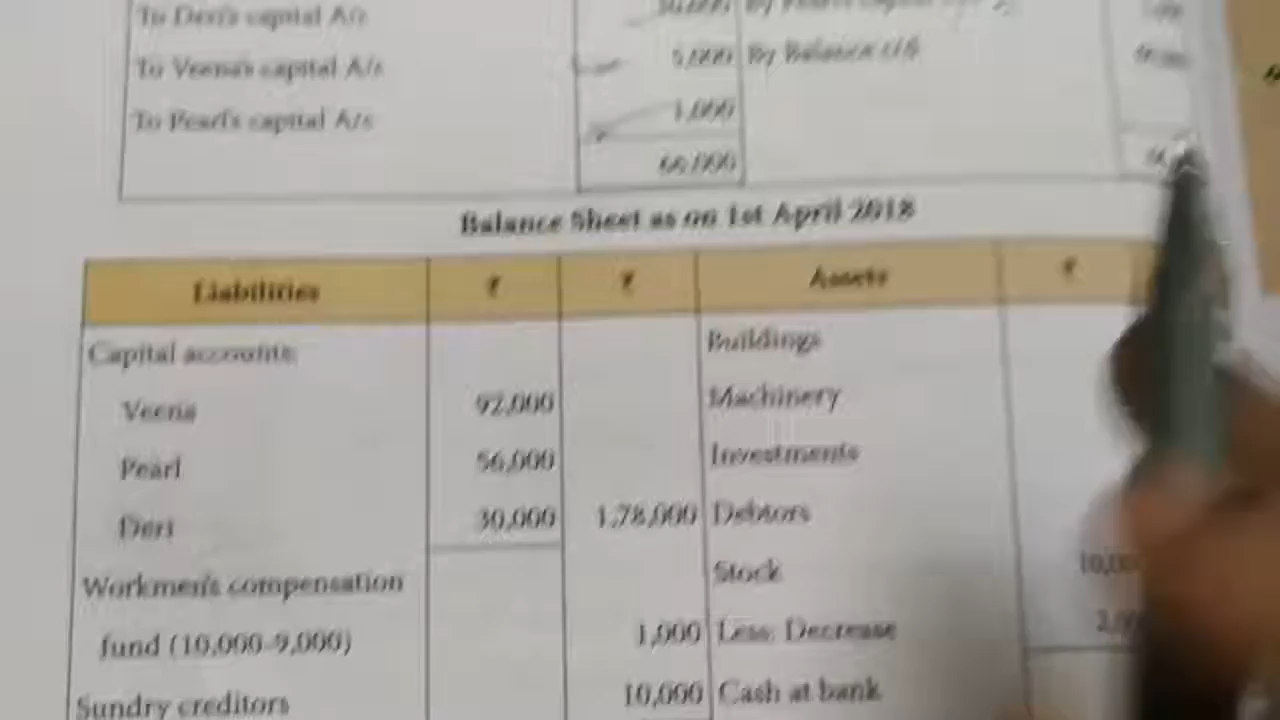 To Deri's capital A/c
To Veena's capital A/c 5,000 By Balance c/d
To Pearl's capital A/c 1,000
66,000
Balance Sheet as on 1st April 2018
Liabilities ₹ ₹ Assets ₹
Capital accounts: Buildings
Veena 92,000 Machinery
Pearl 56,000 Investments
Deri 30,000 1,78,000 Debtors
Workmen's compensation Stock
fund (10,000-9,000) 1,000 Less: Decrease
Sundry creditors 10,000 Cash at bank